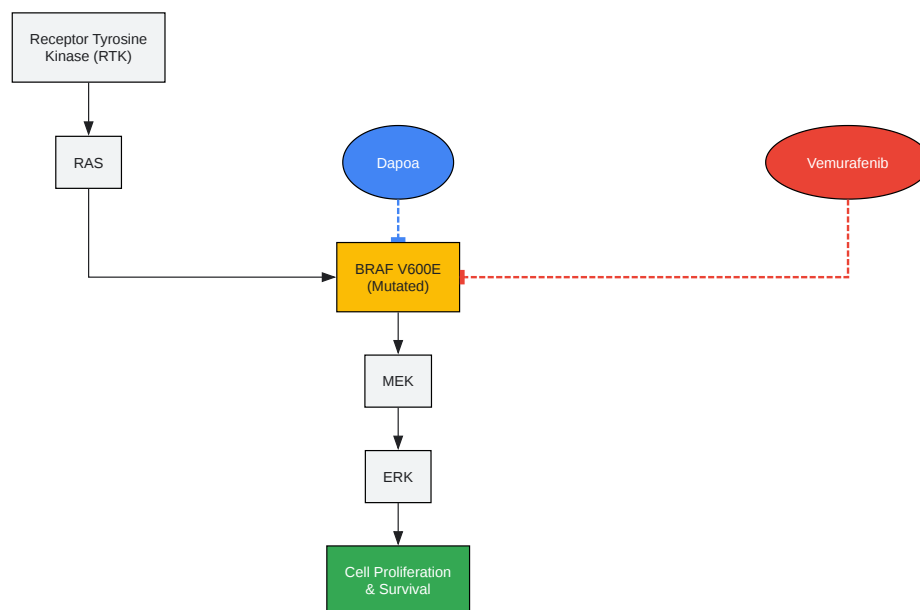 Receptor Tyrosine
Kinase (RTK)
RAS
Dapoa
Vemurafenib
BRAF V600E
(Mutated)
MEK
ERK
Cell Proliferation
& Survival